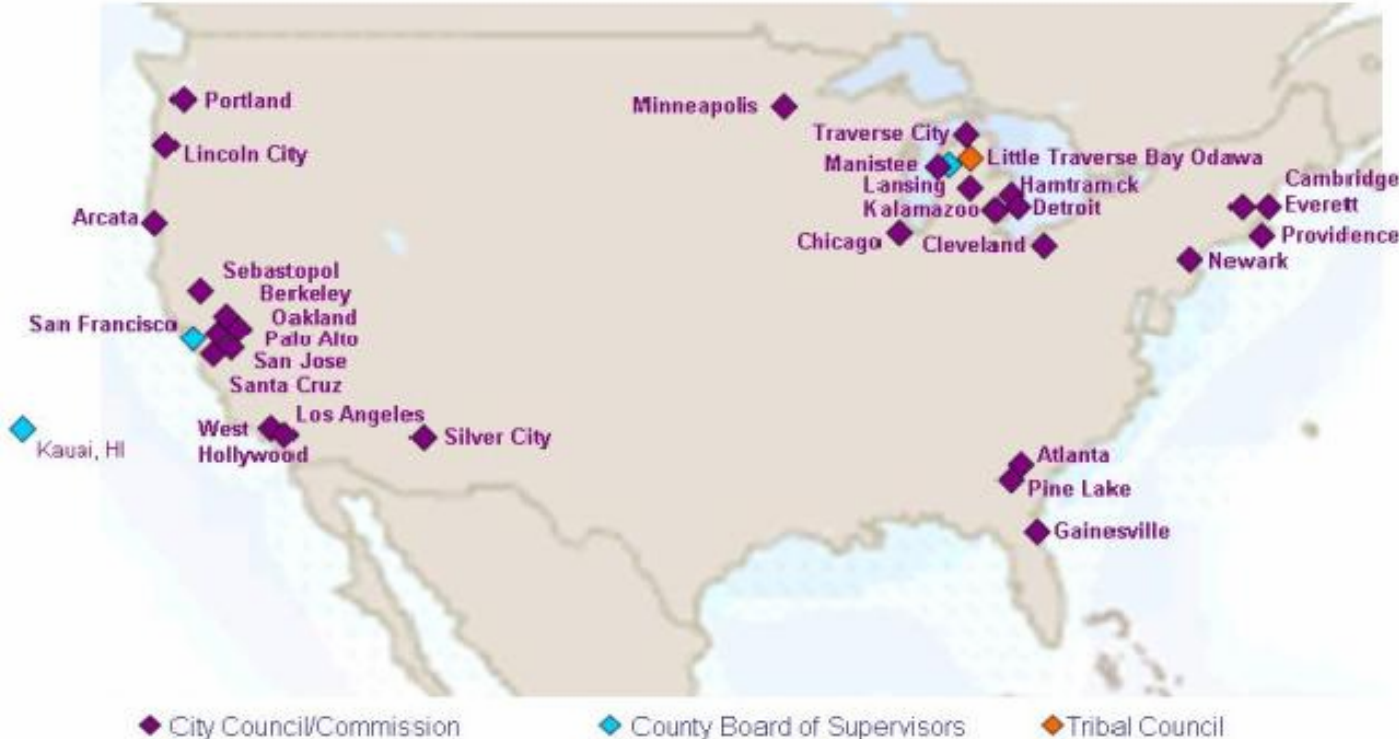 Portland
Minneapolis
Traverse City
Lincoln City
Manistee
Little Traverse Bay Odawa
Lansing
Hamtramck
Cambridge
Arcata
Kalamazoo
Detroit
Everett
Chicago
Cleveland
Providence
Newark
Sebastopol
Berkeley
San Francisco
Oakland
Palo Alto
San Jose
Santa Cruz
Los Angeles
West
Hollywood
Silver City
Kauai, HI
Atlanta
Pine Lake
Gainesville
City Council/Commission
County Board of Supervisors
Tribal Council